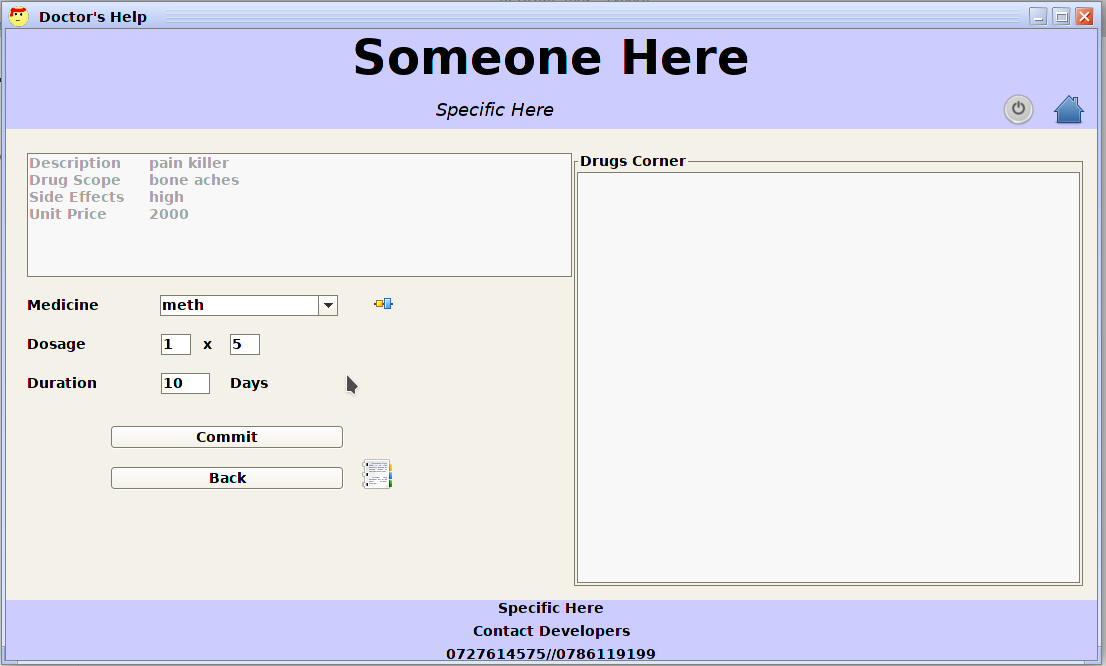 Doctor's Help
Someone Here
Specific Here
Description pain killer
Drug Scope bone aches
Side Effects high
Unit Price 2000
Drugs Corner
Medicine meth
Dosage 1 x 5
Duration 10 Days
Commit
Back
Specific Here
Contact Developers
0727614575//0786119199